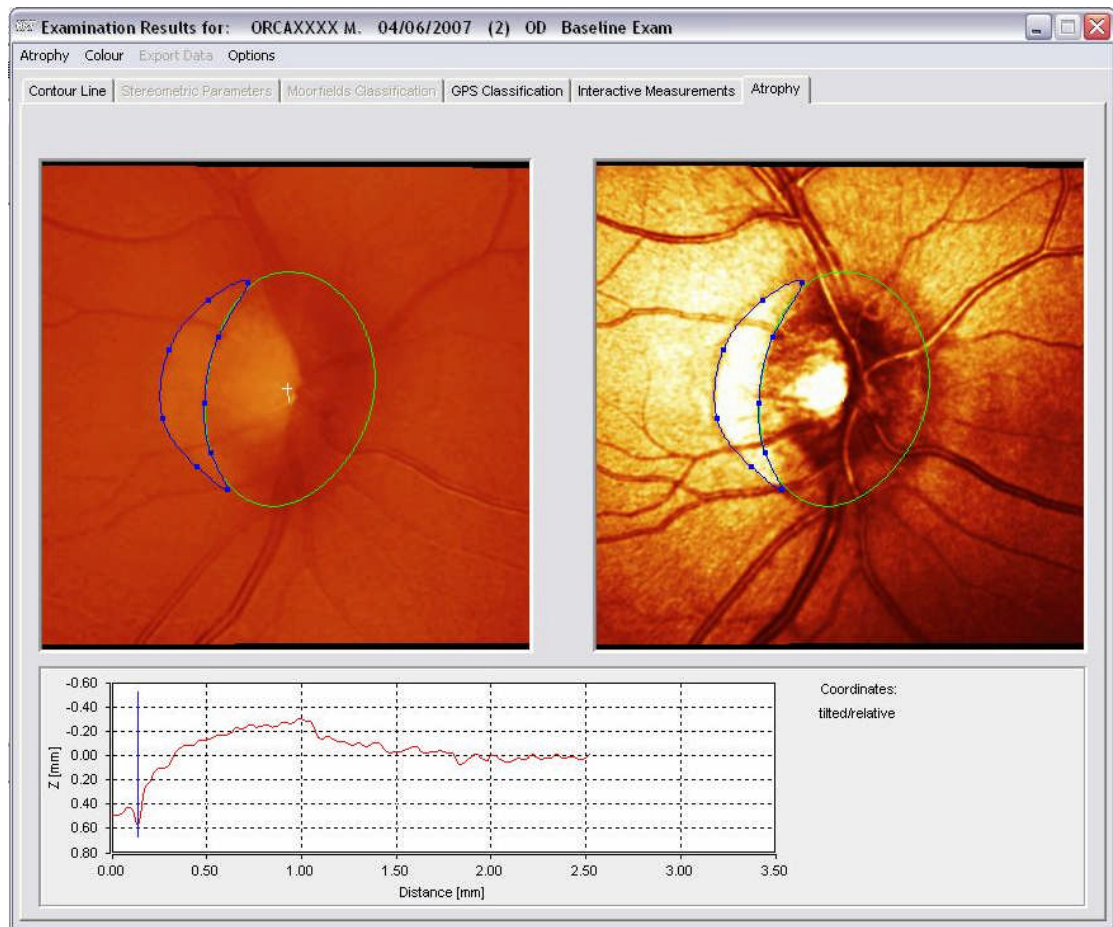 Examination Results for: ORCAXXXX M. 04/06/2007 (2) OD Baseline Exam
Atrophy Colour Export Data Options
Contour Line Stereometric Parameters Moorfields Classification GPS Classification Interactive Measurements Atrophy
-0.60
-0.40
-0.20
0.00
0.20
0.40
0.60
0.80
Z [mm]
0.00 0.50 1.00 1.50 2.00 2.50 3.00 3.50
Distance [mm]
Coordinates:
tilted/relative